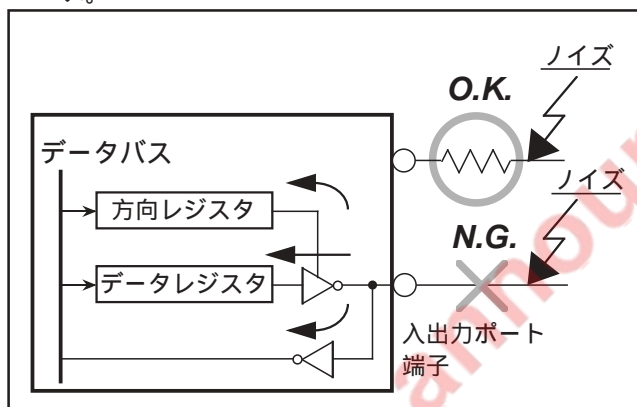 ノイズ
O.K.
データバス
ノイズ
方向レジスタ
N.G.
データレジスタ
入出力ポート
端子